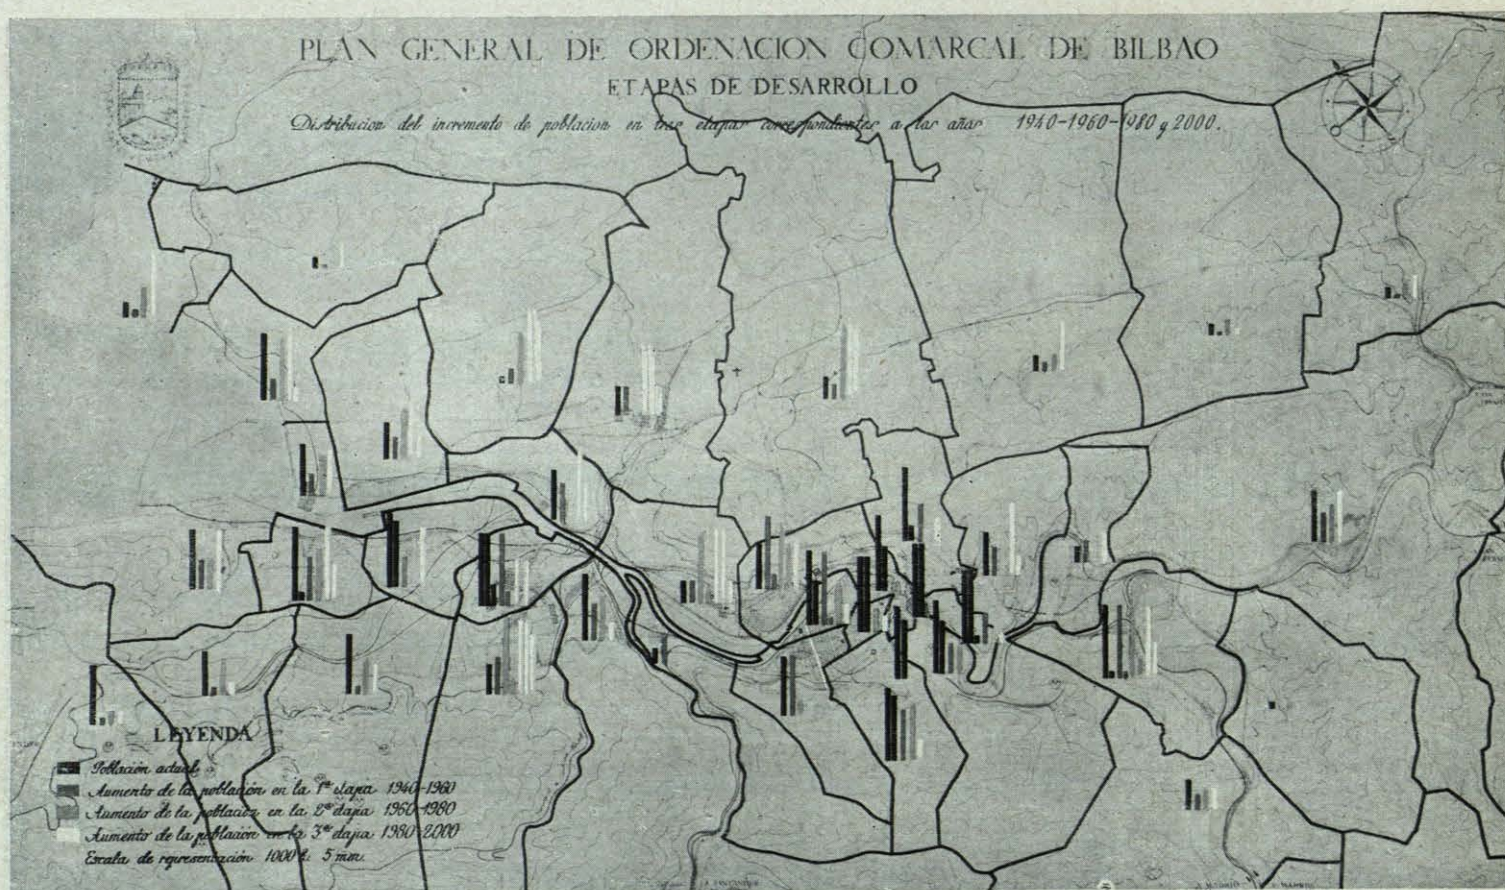 PLAN GENERAL DE ORDENACION COMARCAL DE BILBAO
ETAPAS DE DESARROLLO
Distribucion del incremento de poblacion en tres etapas correspondientes a los años 1940-1960-1980 y 2000.
LEYENDA
Población actual
Aumento de la población en la 1ª etapa 1940-1960
Aumento de la población en la 2ª etapa 1960-1980
Aumento de la población en la 3ª etapa 1980-2000
Escala de representación 1000 h. 5 mm.